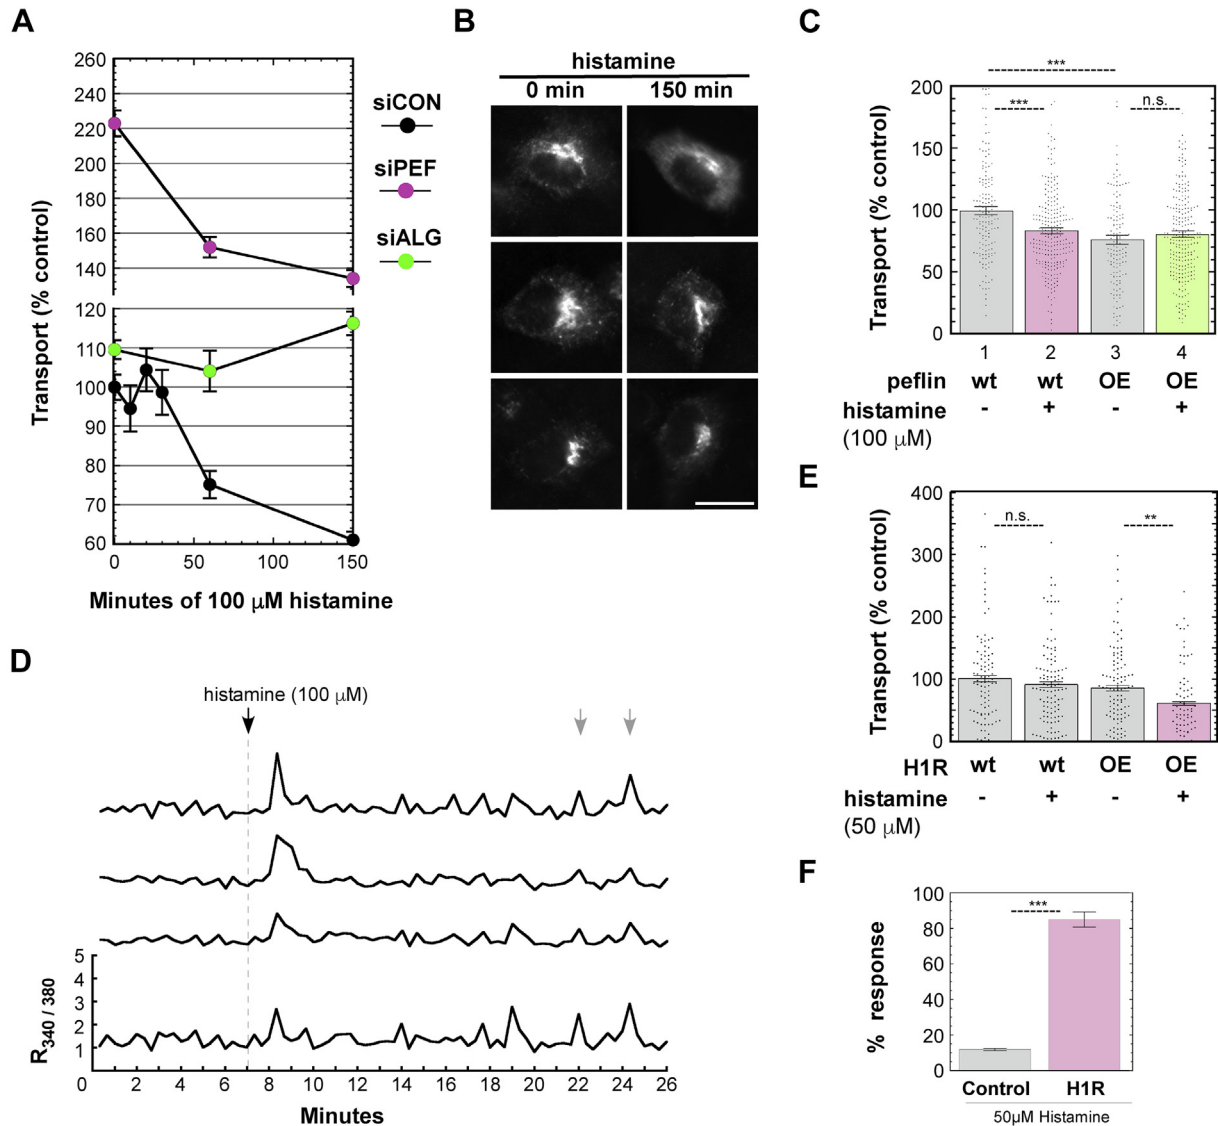 A
260
240
220
200
180
160
140
120
110
100
90
80
70
60
0
50
100
150
Transport (% control)
Minutes of 100 μM histamine
siCON
siPEF
siALG
B
histamine
0 min
150 min
C
***
***
n.s.
200
150
100
50
0
Transport (% control)
1 2 3 4
peflin wt wt OE OE
histamine - + - +
(100 μM)
D
histamine (100 μM)
5
4
3
2
1
R340 / 380
0 2 4 6 8 10 12 14 16 18 20 22 24 26
Minutes
E
400
300
200
100
0
n.s.
**
Transport (% control)
H1R wt wt OE OE
histamine - + - +
(50 μM)
F
100
80
60
40
20
0
***
% response
Control H1R
50μM Histamine